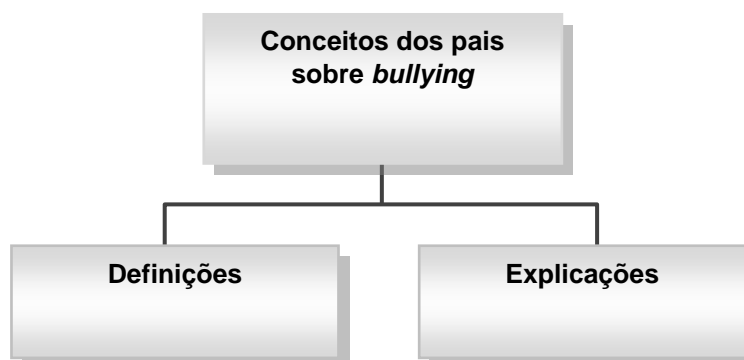 Conceitos dos pais
sobre bullying
Definições
Explicações